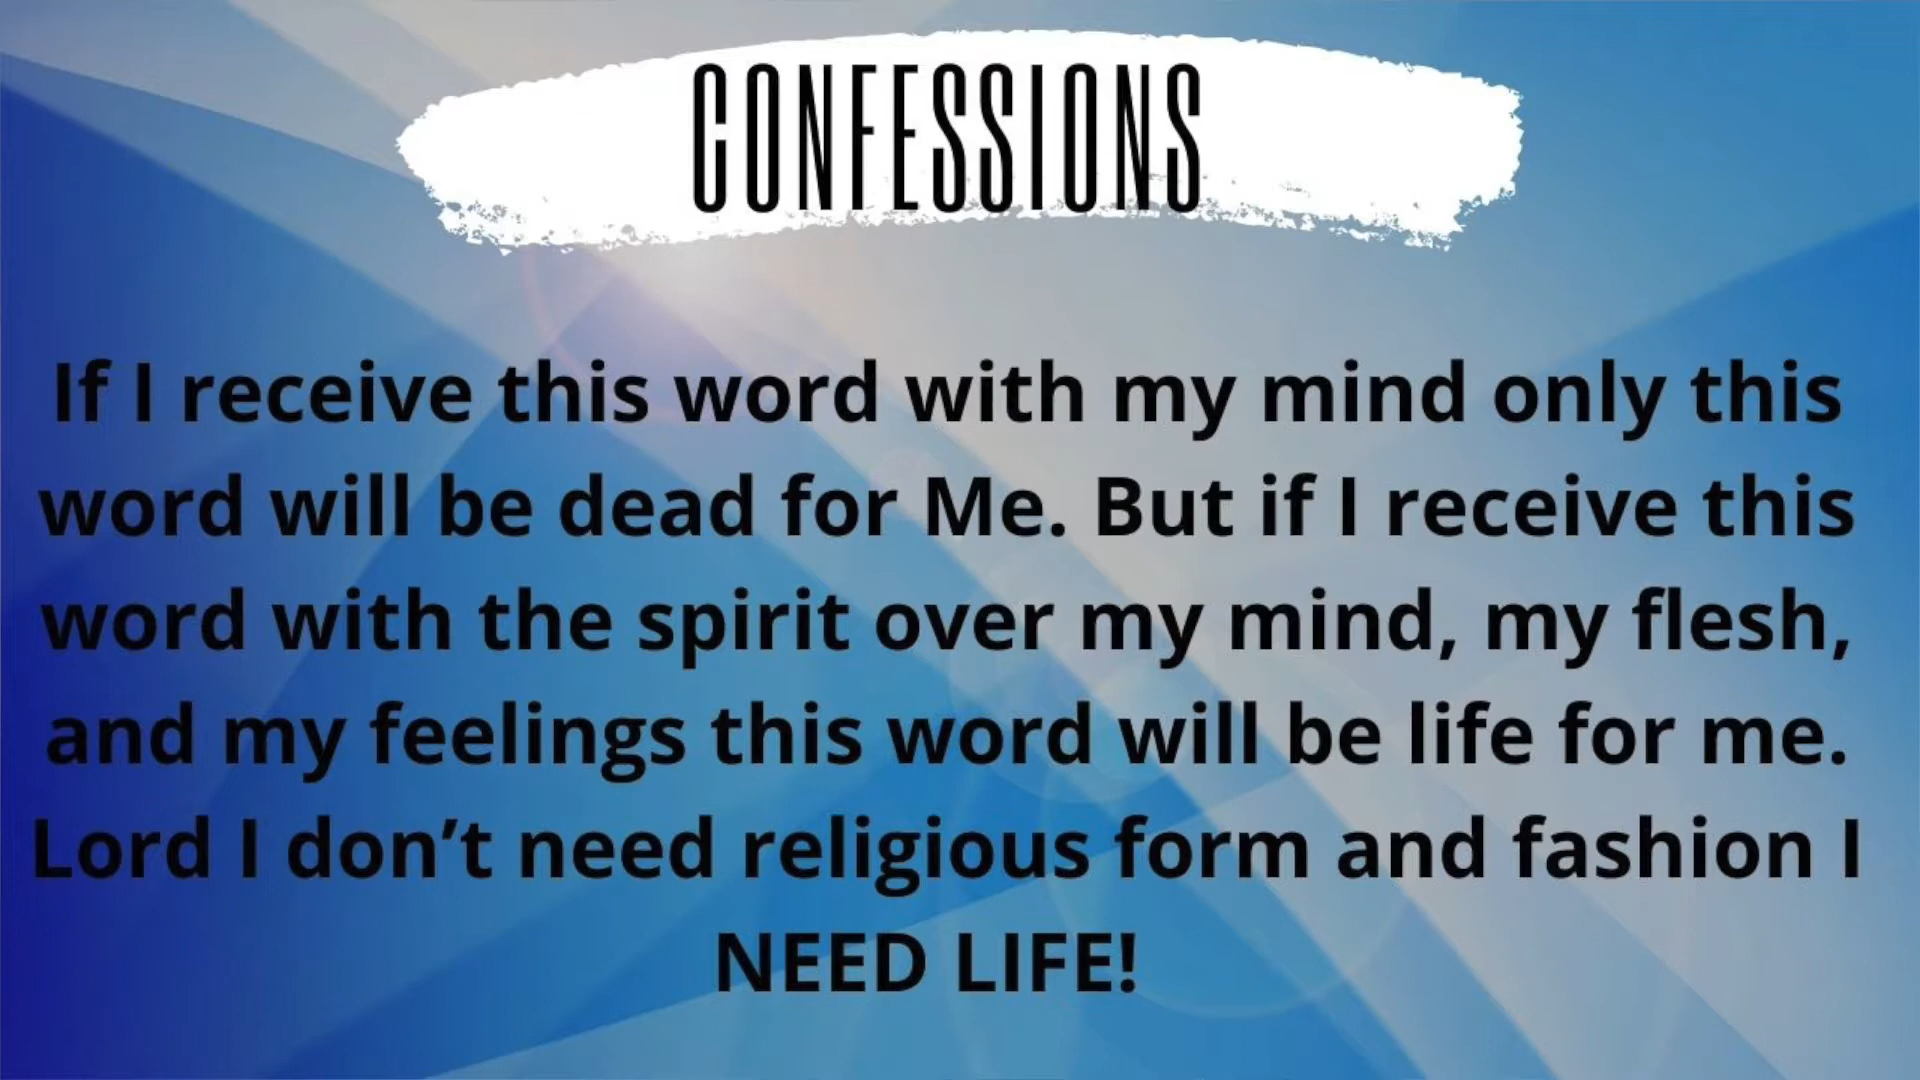 CONFESSIONS
If I receive this word with my mind only this
word will be dead for Me. But if I receive this
word with the spirit over my mind, my flesh,
and my feelings this word will be life for me.
Lord I don’t need religious form and fashion I
NEED LIFE!